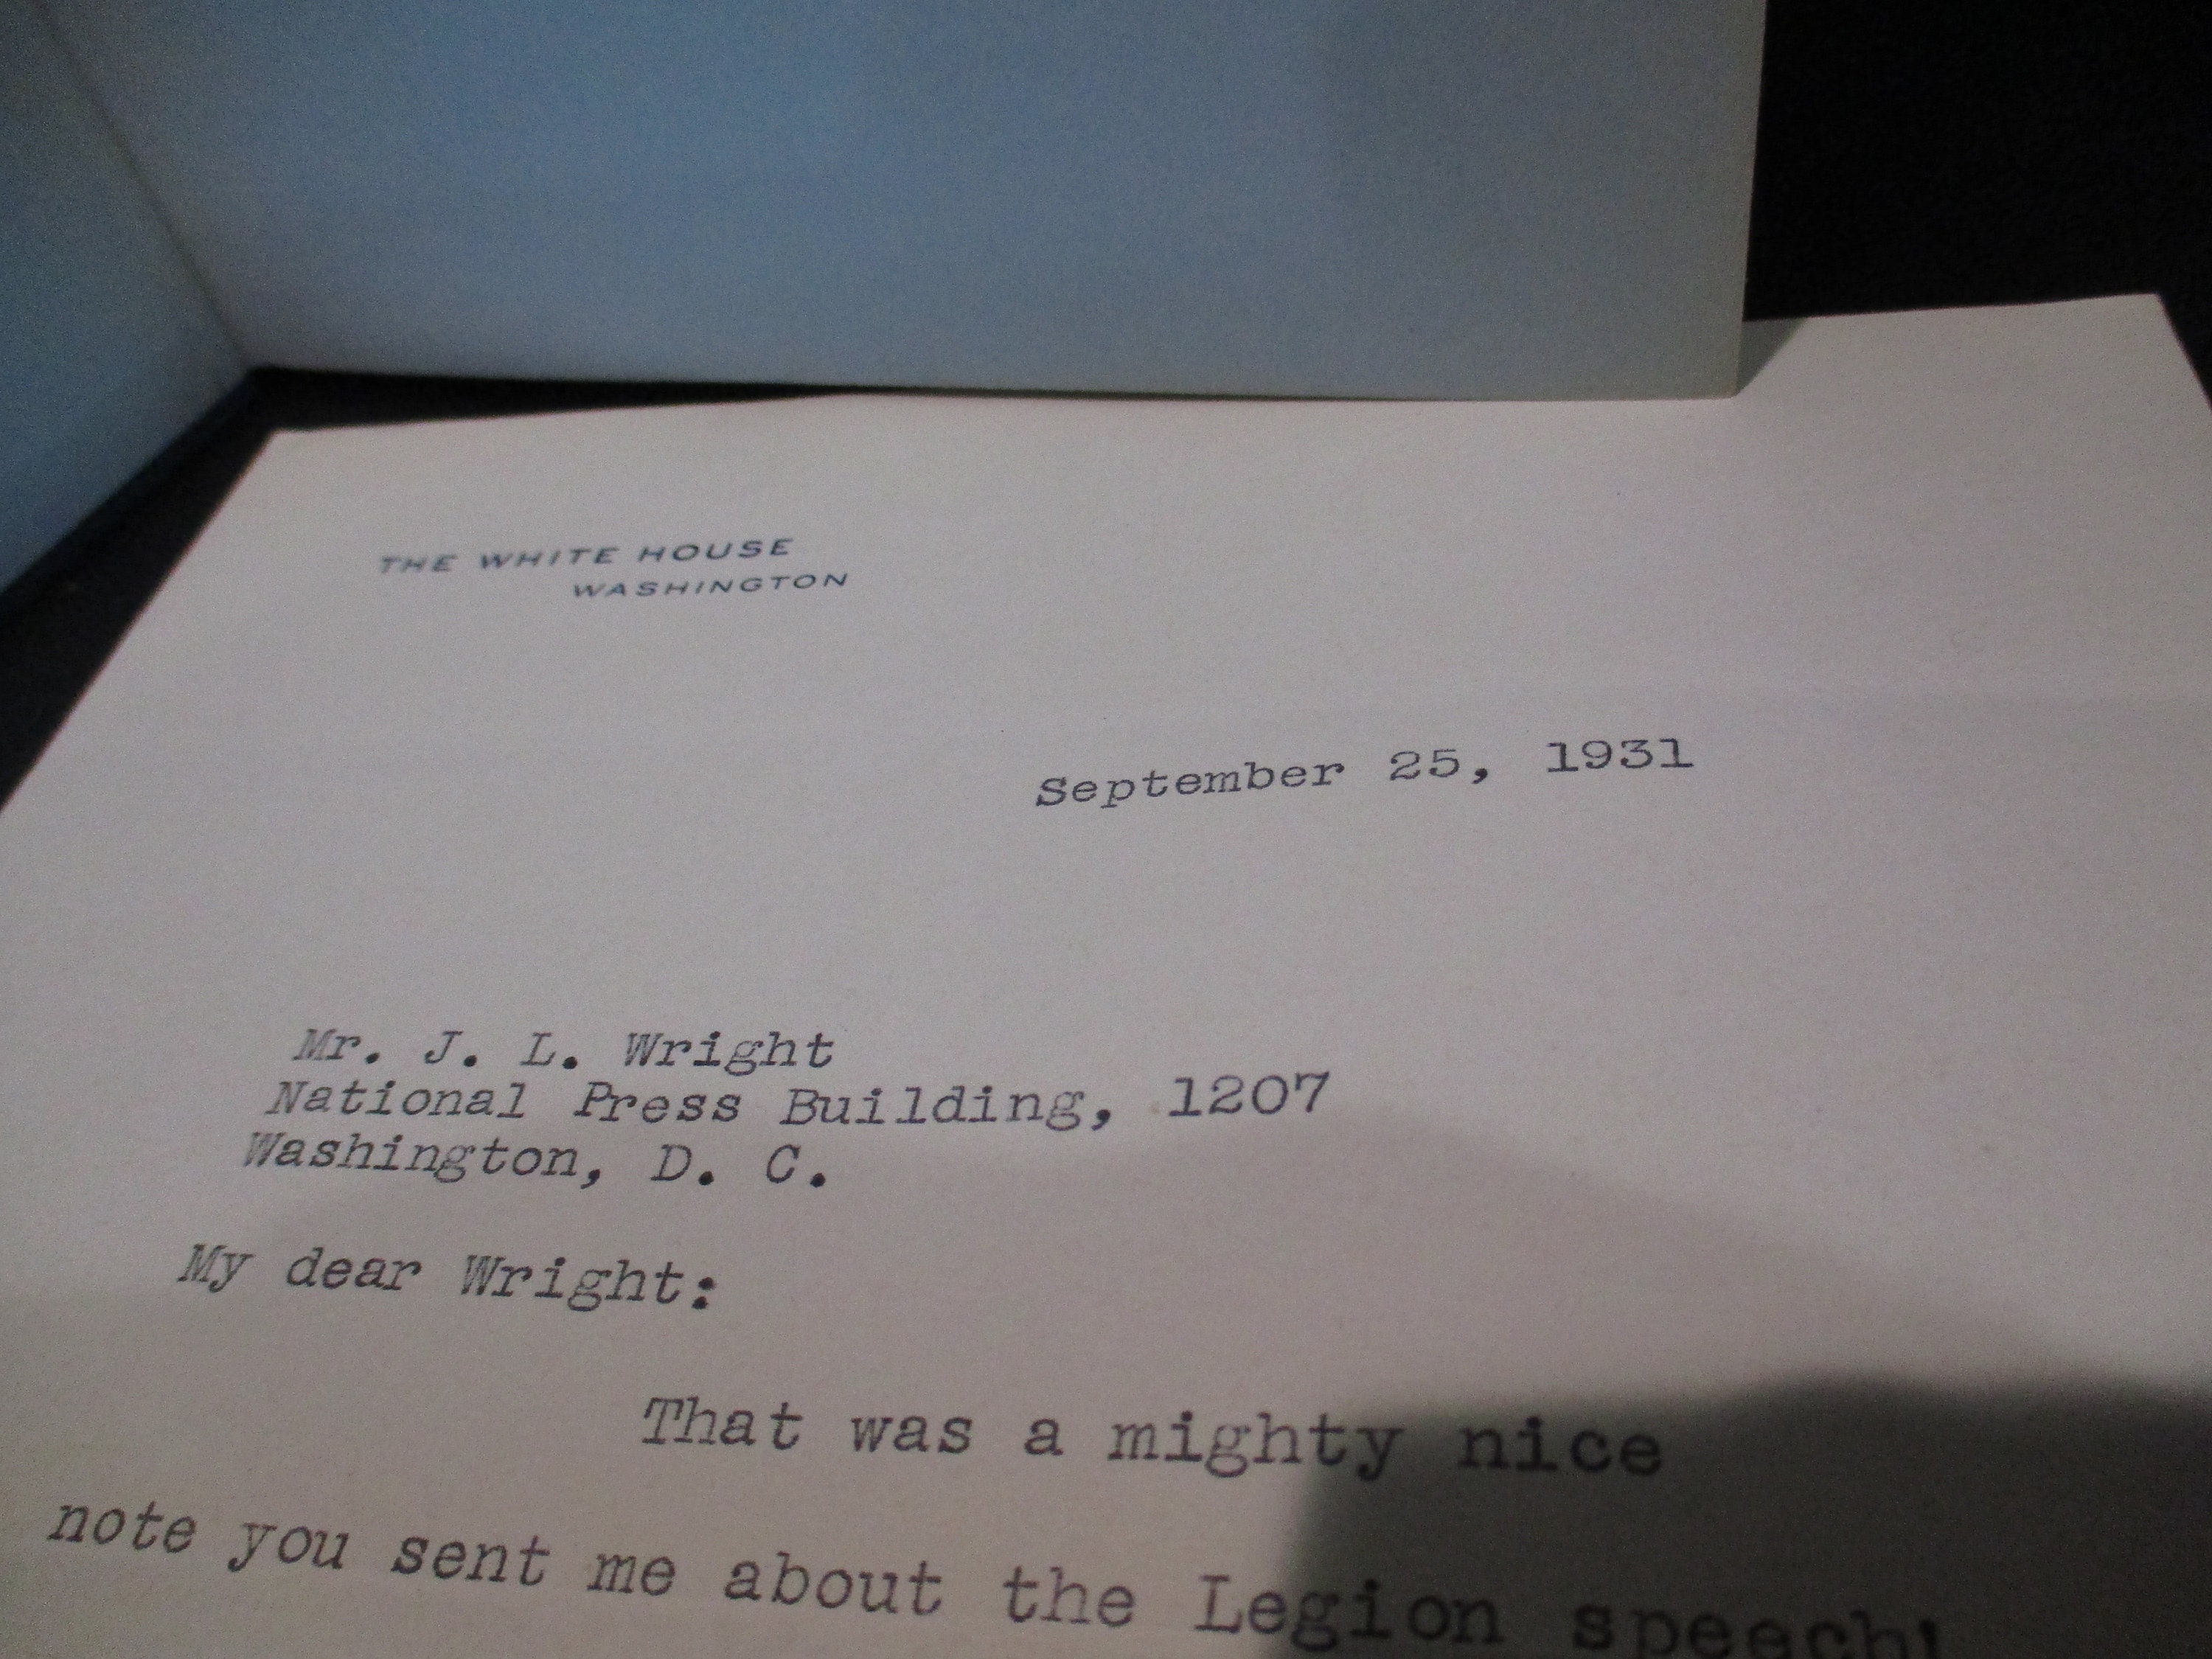 THE WHITE HOUSE
WASHINGTON
September 25, 1931
Mr. J. L. Wright
National Press Building, 1207
Washington, D. C.
My dear Wright:
That was a mighty nice
note you sent me about the Legion speech!